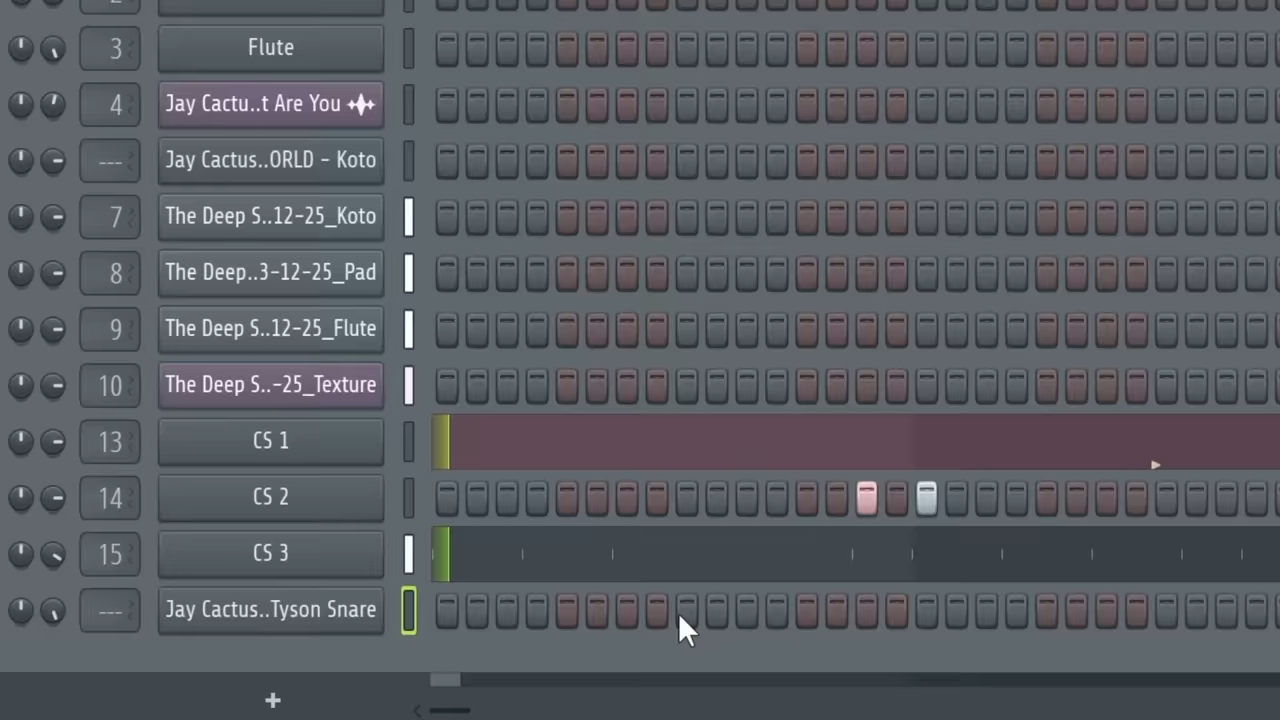 3 Flute
4 Jay Cactu..t Are You
--- Jay Cactus..ORLD - Koto
7 The Deep S..12-25_Koto
8 The Deep..3-12-25_Pad
9 The Deep S..12-25_Flute
10 The Deep S..-25_Texture
13 CS 1
14 CS 2
15 CS 3
--- Jay Cactus..Tyson Snare
+